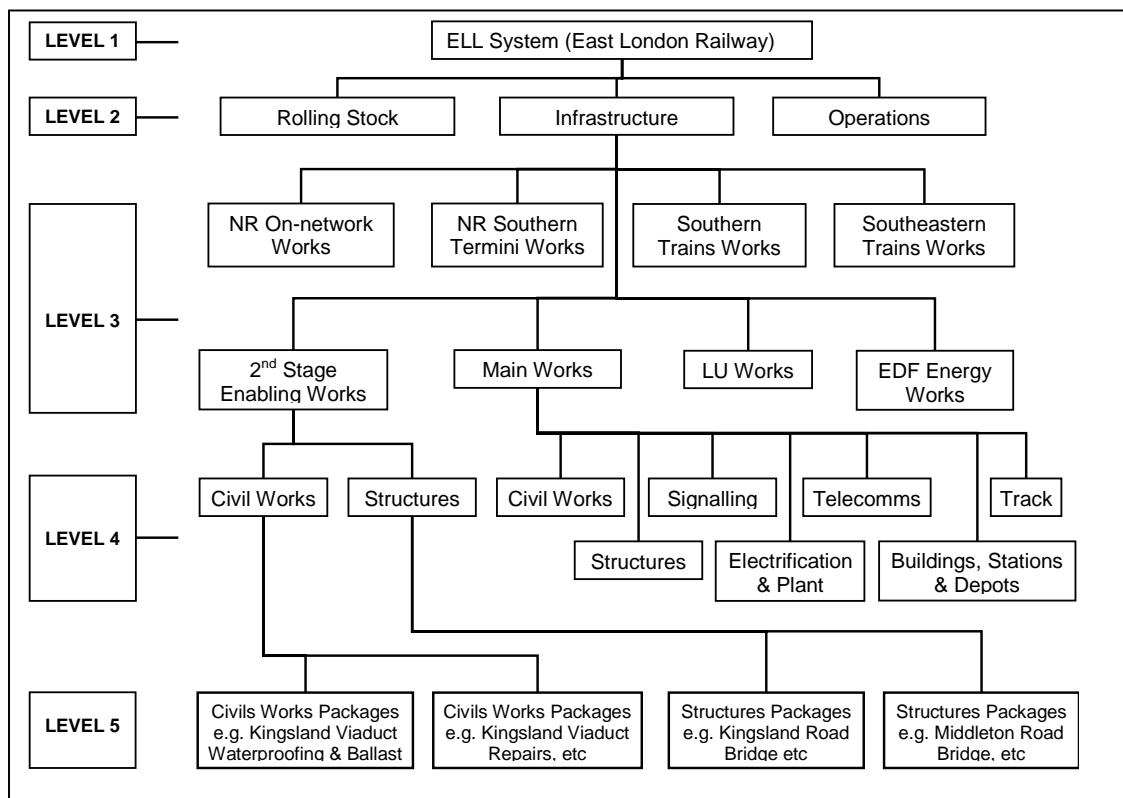 LEVEL 1
ELL System (East London Railway)
LEVEL 2
Rolling Stock
Infrastructure
Operations
NR On-network
Works
NR Southern
Termini Works
Southern
Trains Works
Southeastern
Trains Works
LEVEL 3
2nd Stage
Enabling Works
Main Works
LU Works
EDF Energy
Works
LEVEL 4
Civil Works
Structures
Civil Works
Signalling
Telecomms
Track
Structures
Electrification
& Plant
Buildings, Stations
& Depots
LEVEL 5
Civils Works Packages
e.g. Kingsland Viaduct
Waterproofing & Ballast
Civils Works Packages
e.g. Kingsland Viaduct
Repairs, etc
Structures Packages
e.g. Kingsland Road
Bridge etc
Structures Packages
e.g. Middleton Road
Bridge, etc